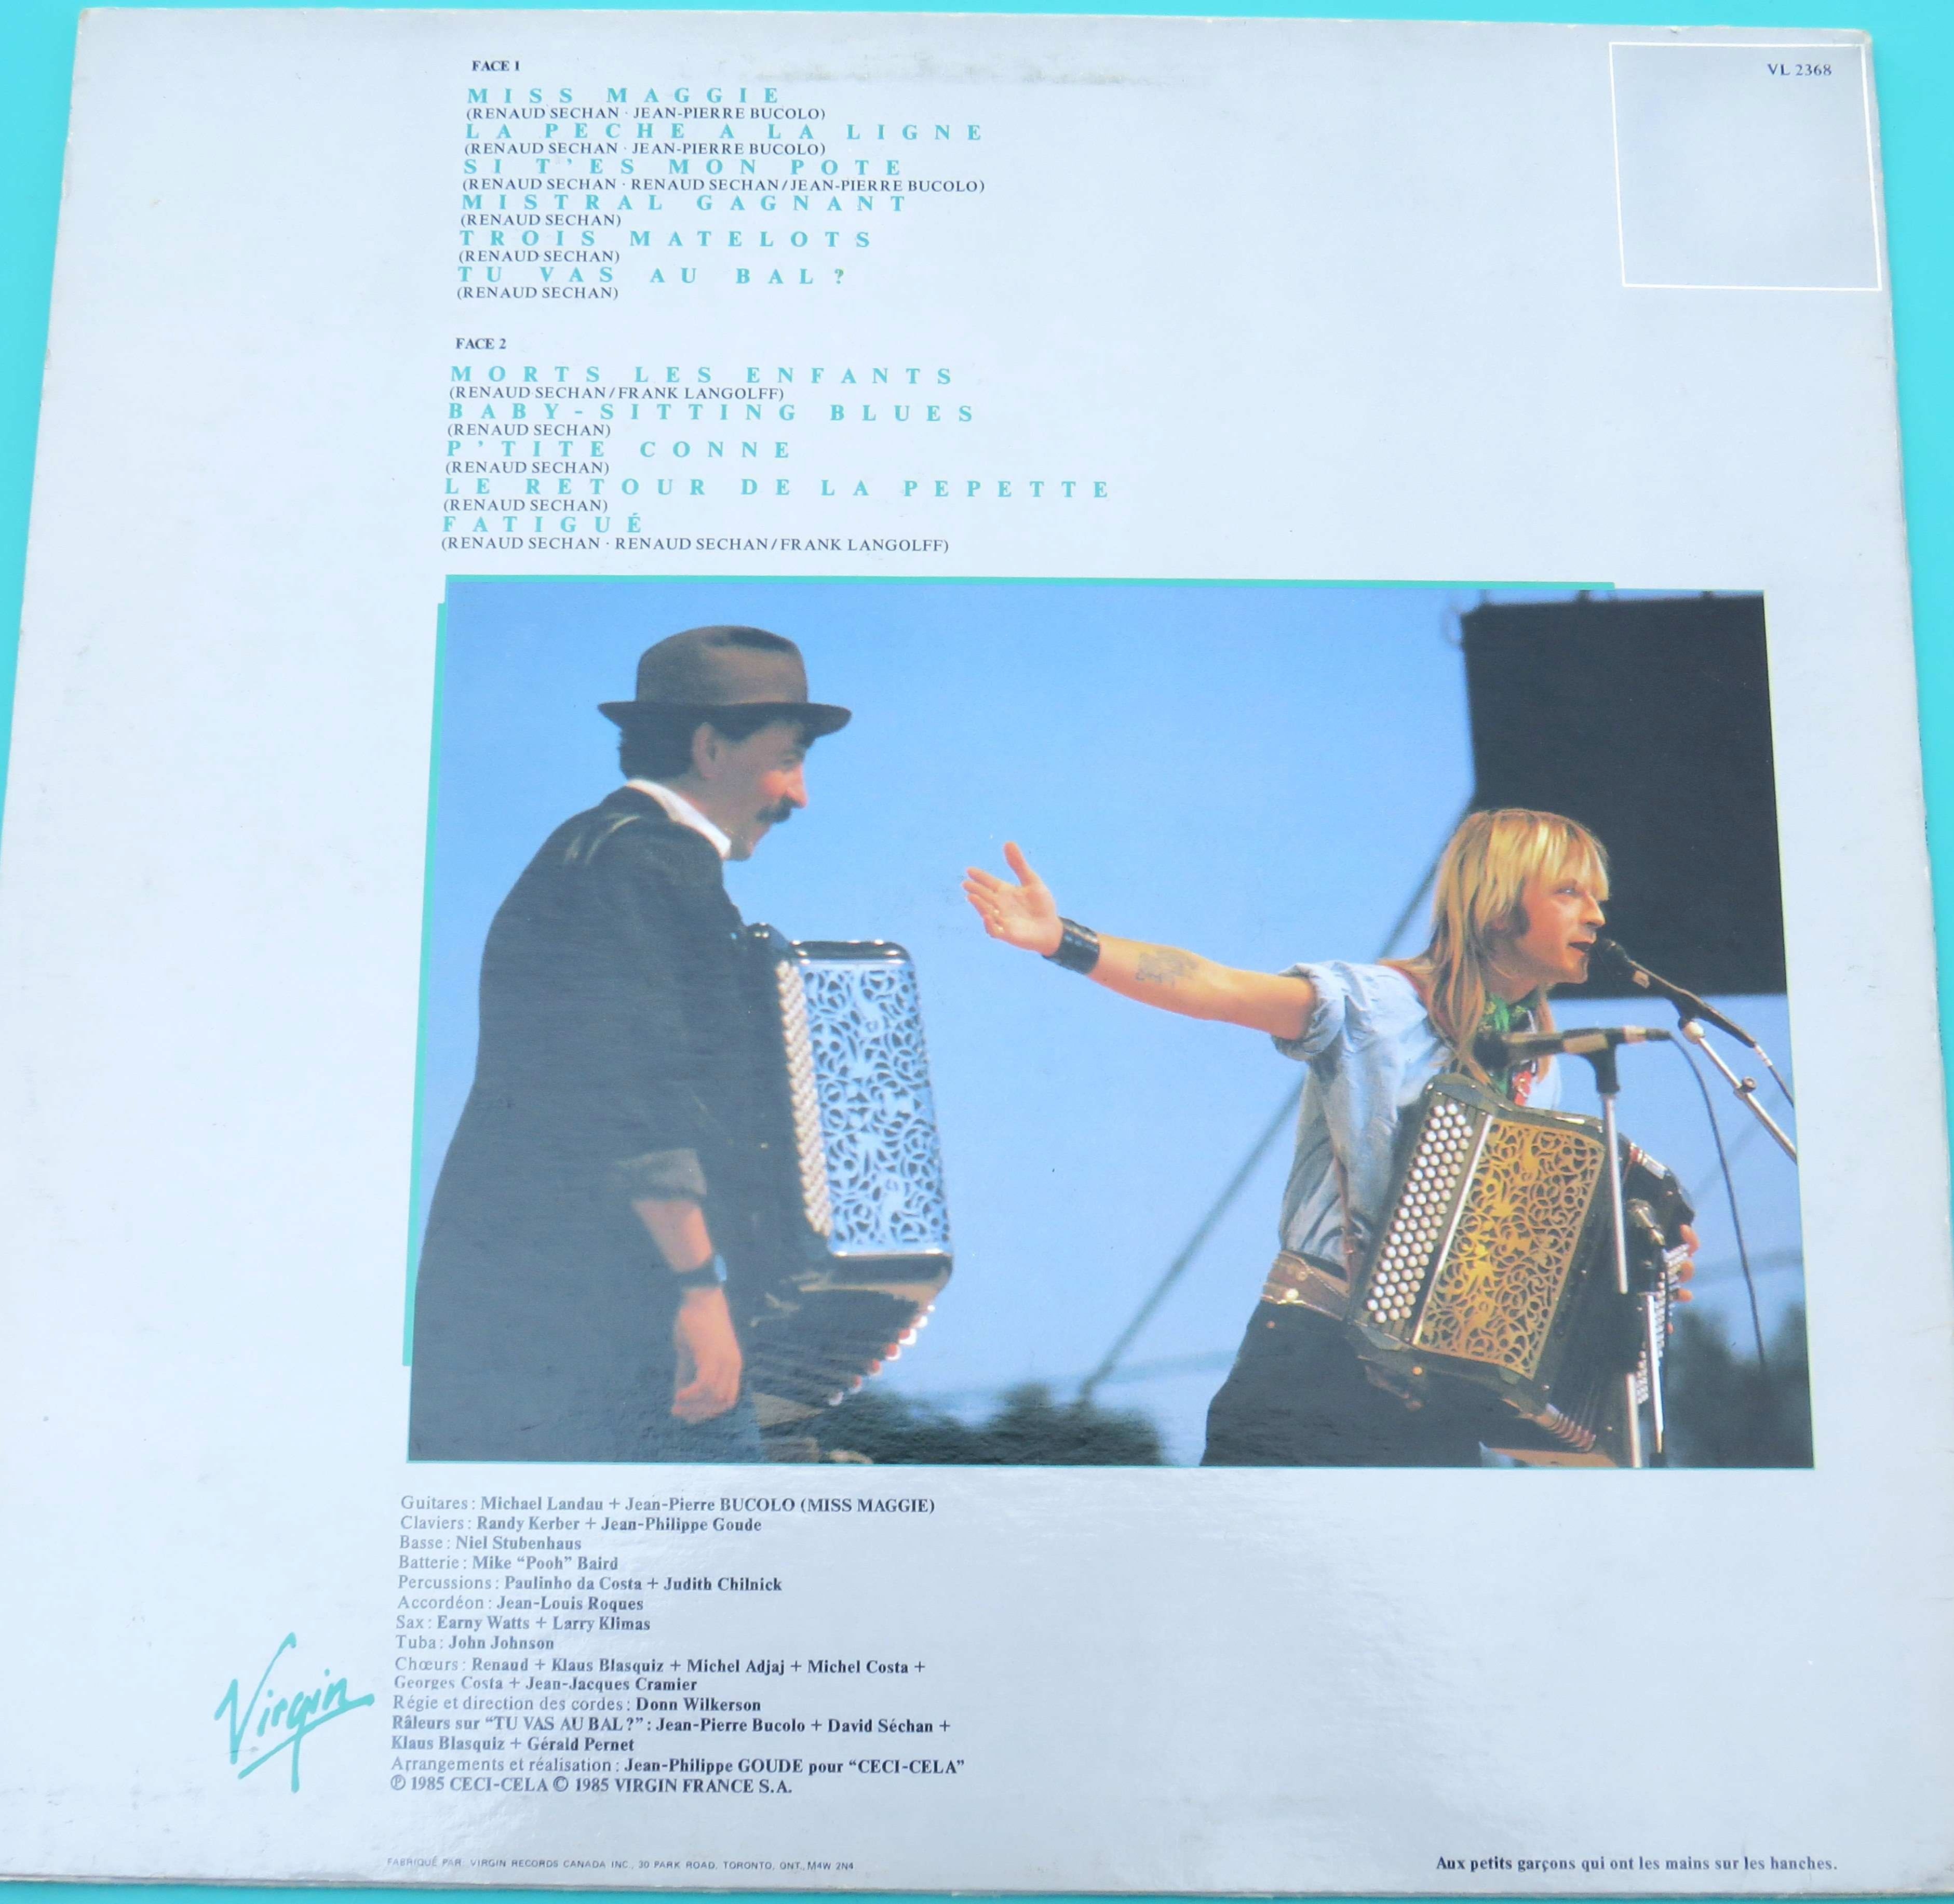 FACE 1
VL 2368
MISS MAGGIE
(RENAUD SECHAN · JEAN-PIERRE BUCOLO)
LA PECHE A LA LIGNE
(RENAUD SECHAN · JEAN-PIERRE BUCOLO)
SI T'ES MON POTE
(RENAUD SECHAN · RENAUD SECHAN/JEAN-PIERRE BUCOLO)
MISTRAL GAGNANT
(RENAUD SECHAN)
TROIS MATELOTS
(RENAUD SECHAN)
TU VAS AU BAL?
(RENAUD SECHAN)
FACE 2
MORTS LES ENFANTS
(RENAUD SECHAN/FRANK LANGOLFF)
BABY-SITTING BLUES
(RENAUD SECHAN)
P'TITE CONNE
(RENAUD SECHAN)
LE RETOUR DE LA PEPETTE
(RENAUD SECHAN)
FATIGUÉ
(RENAUD SECHAN · RENAUD SECHAN/FRANK LANGOLFF)
Guitares : Michael Landau + Jean-Pierre BUCOLO (MISS MAGGIE)
Claviers : Randy Kerber + Jean-Philippe Goude
Basse : Niel Stubenhaus
Batterie : Mike “Pooh” Baird
Percussions : Paulinho da Costa + Judith Chilnick
Accordéon : Jean-Louis Roques
Sax : Earny Watts + Larry Klimas
Tuba : John Johnson
Chœurs : Renaud + Klaus Blasquiz + Michel Adjaj + Michel Costa +
Georges Costa + Jean-Jacques Cramier
Régie et direction des cordes : Donn Wilkerson
Râleurs sur “TU VAS AU BAL ?” : Jean-Pierre Bucolo + David Séchan +
Klaus Blasquiz + Gérald Pernet
Arrangements et réalisation : Jean-Philippe GOUDE pour “CECI-CELA”
℗ 1985 CECI-CELA © 1985 VIRGIN FRANCE S.A.
Virgin
FABRIQUÉ PAR VIRGIN RECORDS CANADA INC., 30 PARK ROAD, TORONTO, ONT., M4W 2N4
Aux petits garçons qui ont les mains sur les hanches.